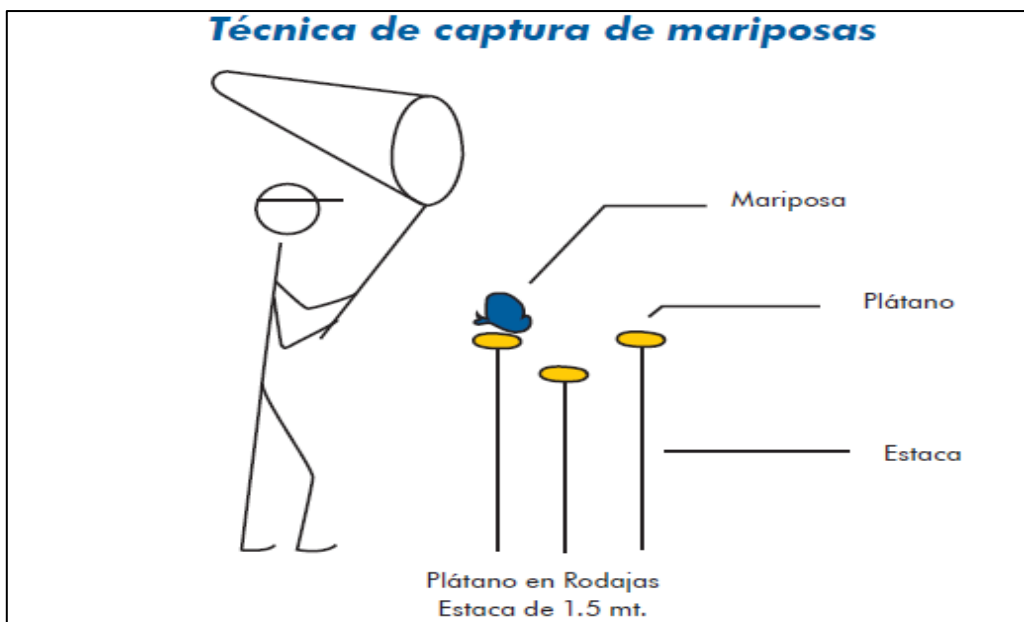 Técnica de captura de mariposas
Mariposa
Plátano
Estaca
Plátano en Rodajas
Estaca de 1.5 mt.